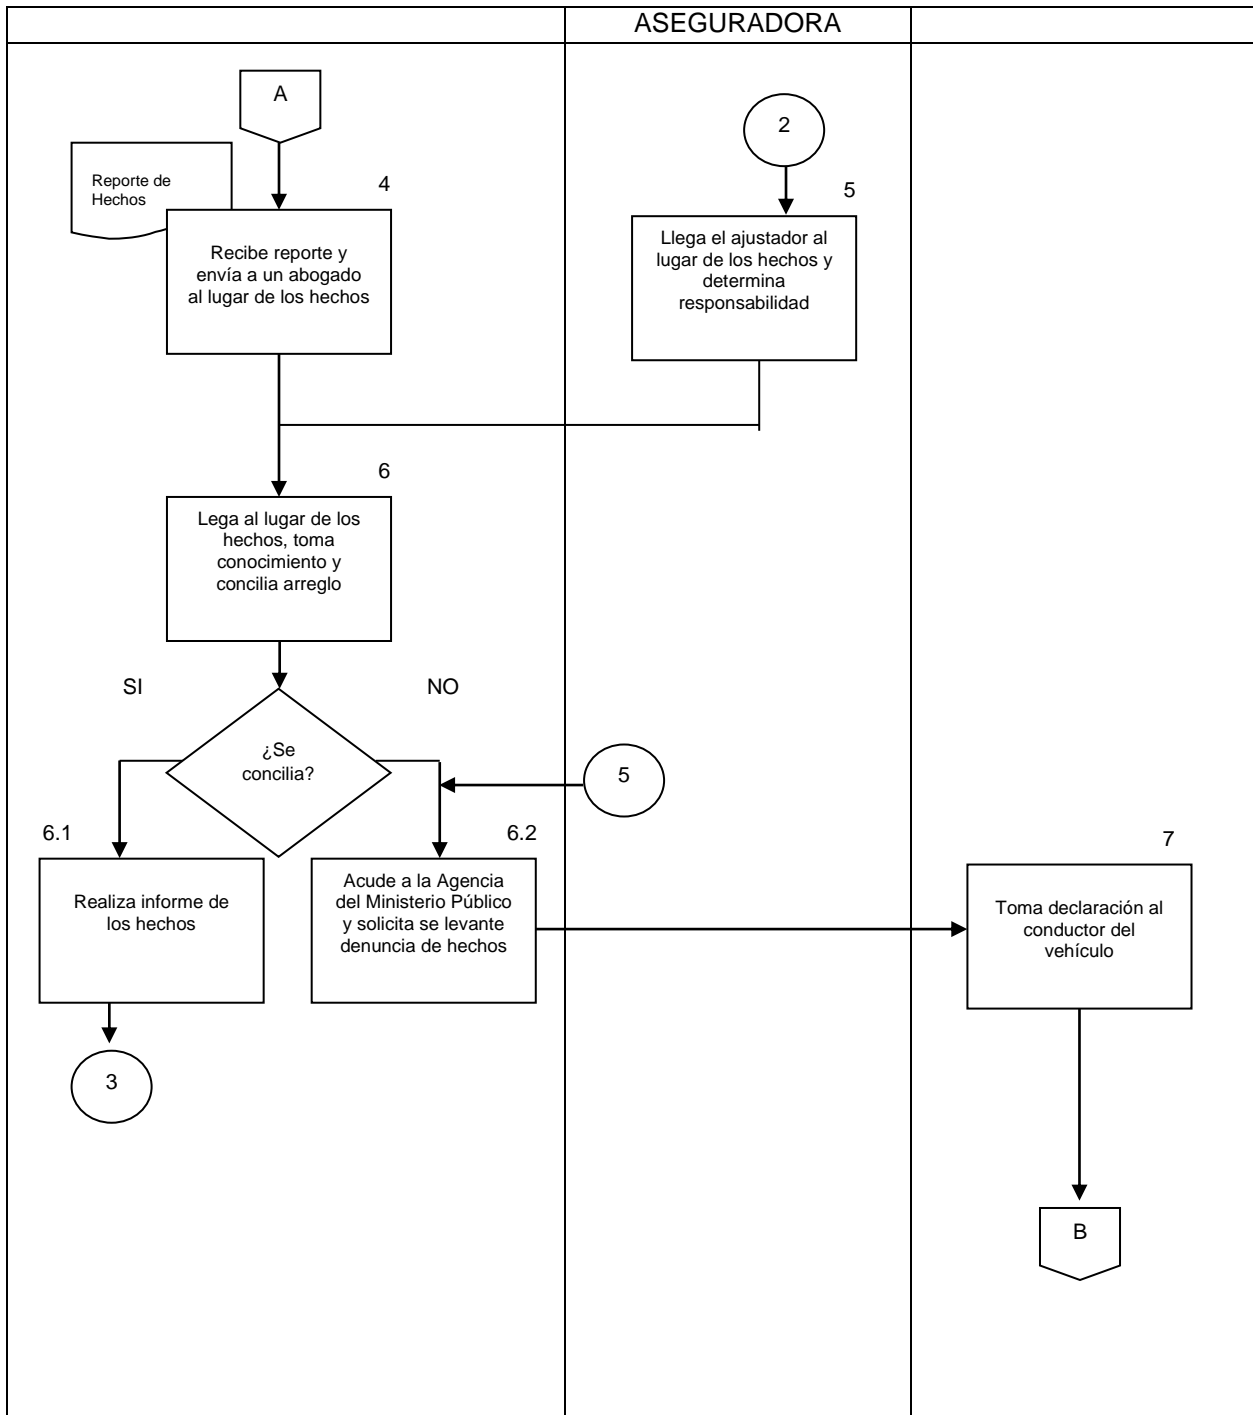 ASEGURADORA
A
2
Reporte de
Hechos
4
5
Recibe reporte y
envía a un abogado
al lugar de los hechos
Llega el ajustador al
lugar de los hechos y
determina
responsabilidad
6
Lega al lugar de los
hechos, toma
conocimiento y
concilia arreglo
SI
NO
¿Se
concilia?
5
6.1
6.2
7
Realiza informe de
los hechos
Acude a la Agencia
del Ministerio Público
y solicita se levante
denuncia de hechos
Toma declaración al
conductor del
vehículo
3
B